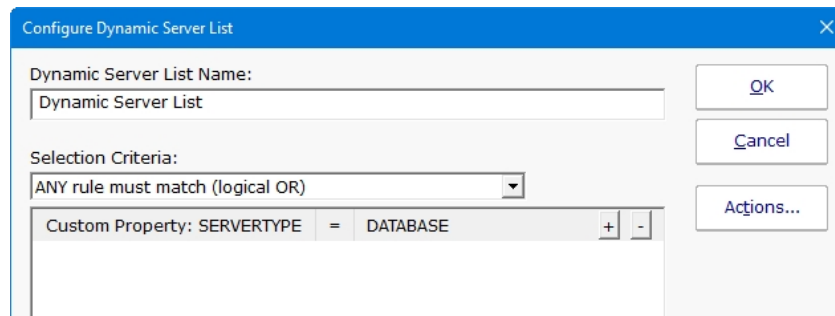 Configure Dynamic Server List
Dynamic Server List Name:
Dynamic Server List
OK
Cancel
Selection Criteria:
ANY rule must match (logical OR)
Actions...
Custom Property: SERVERTYPE = DATABASE + -